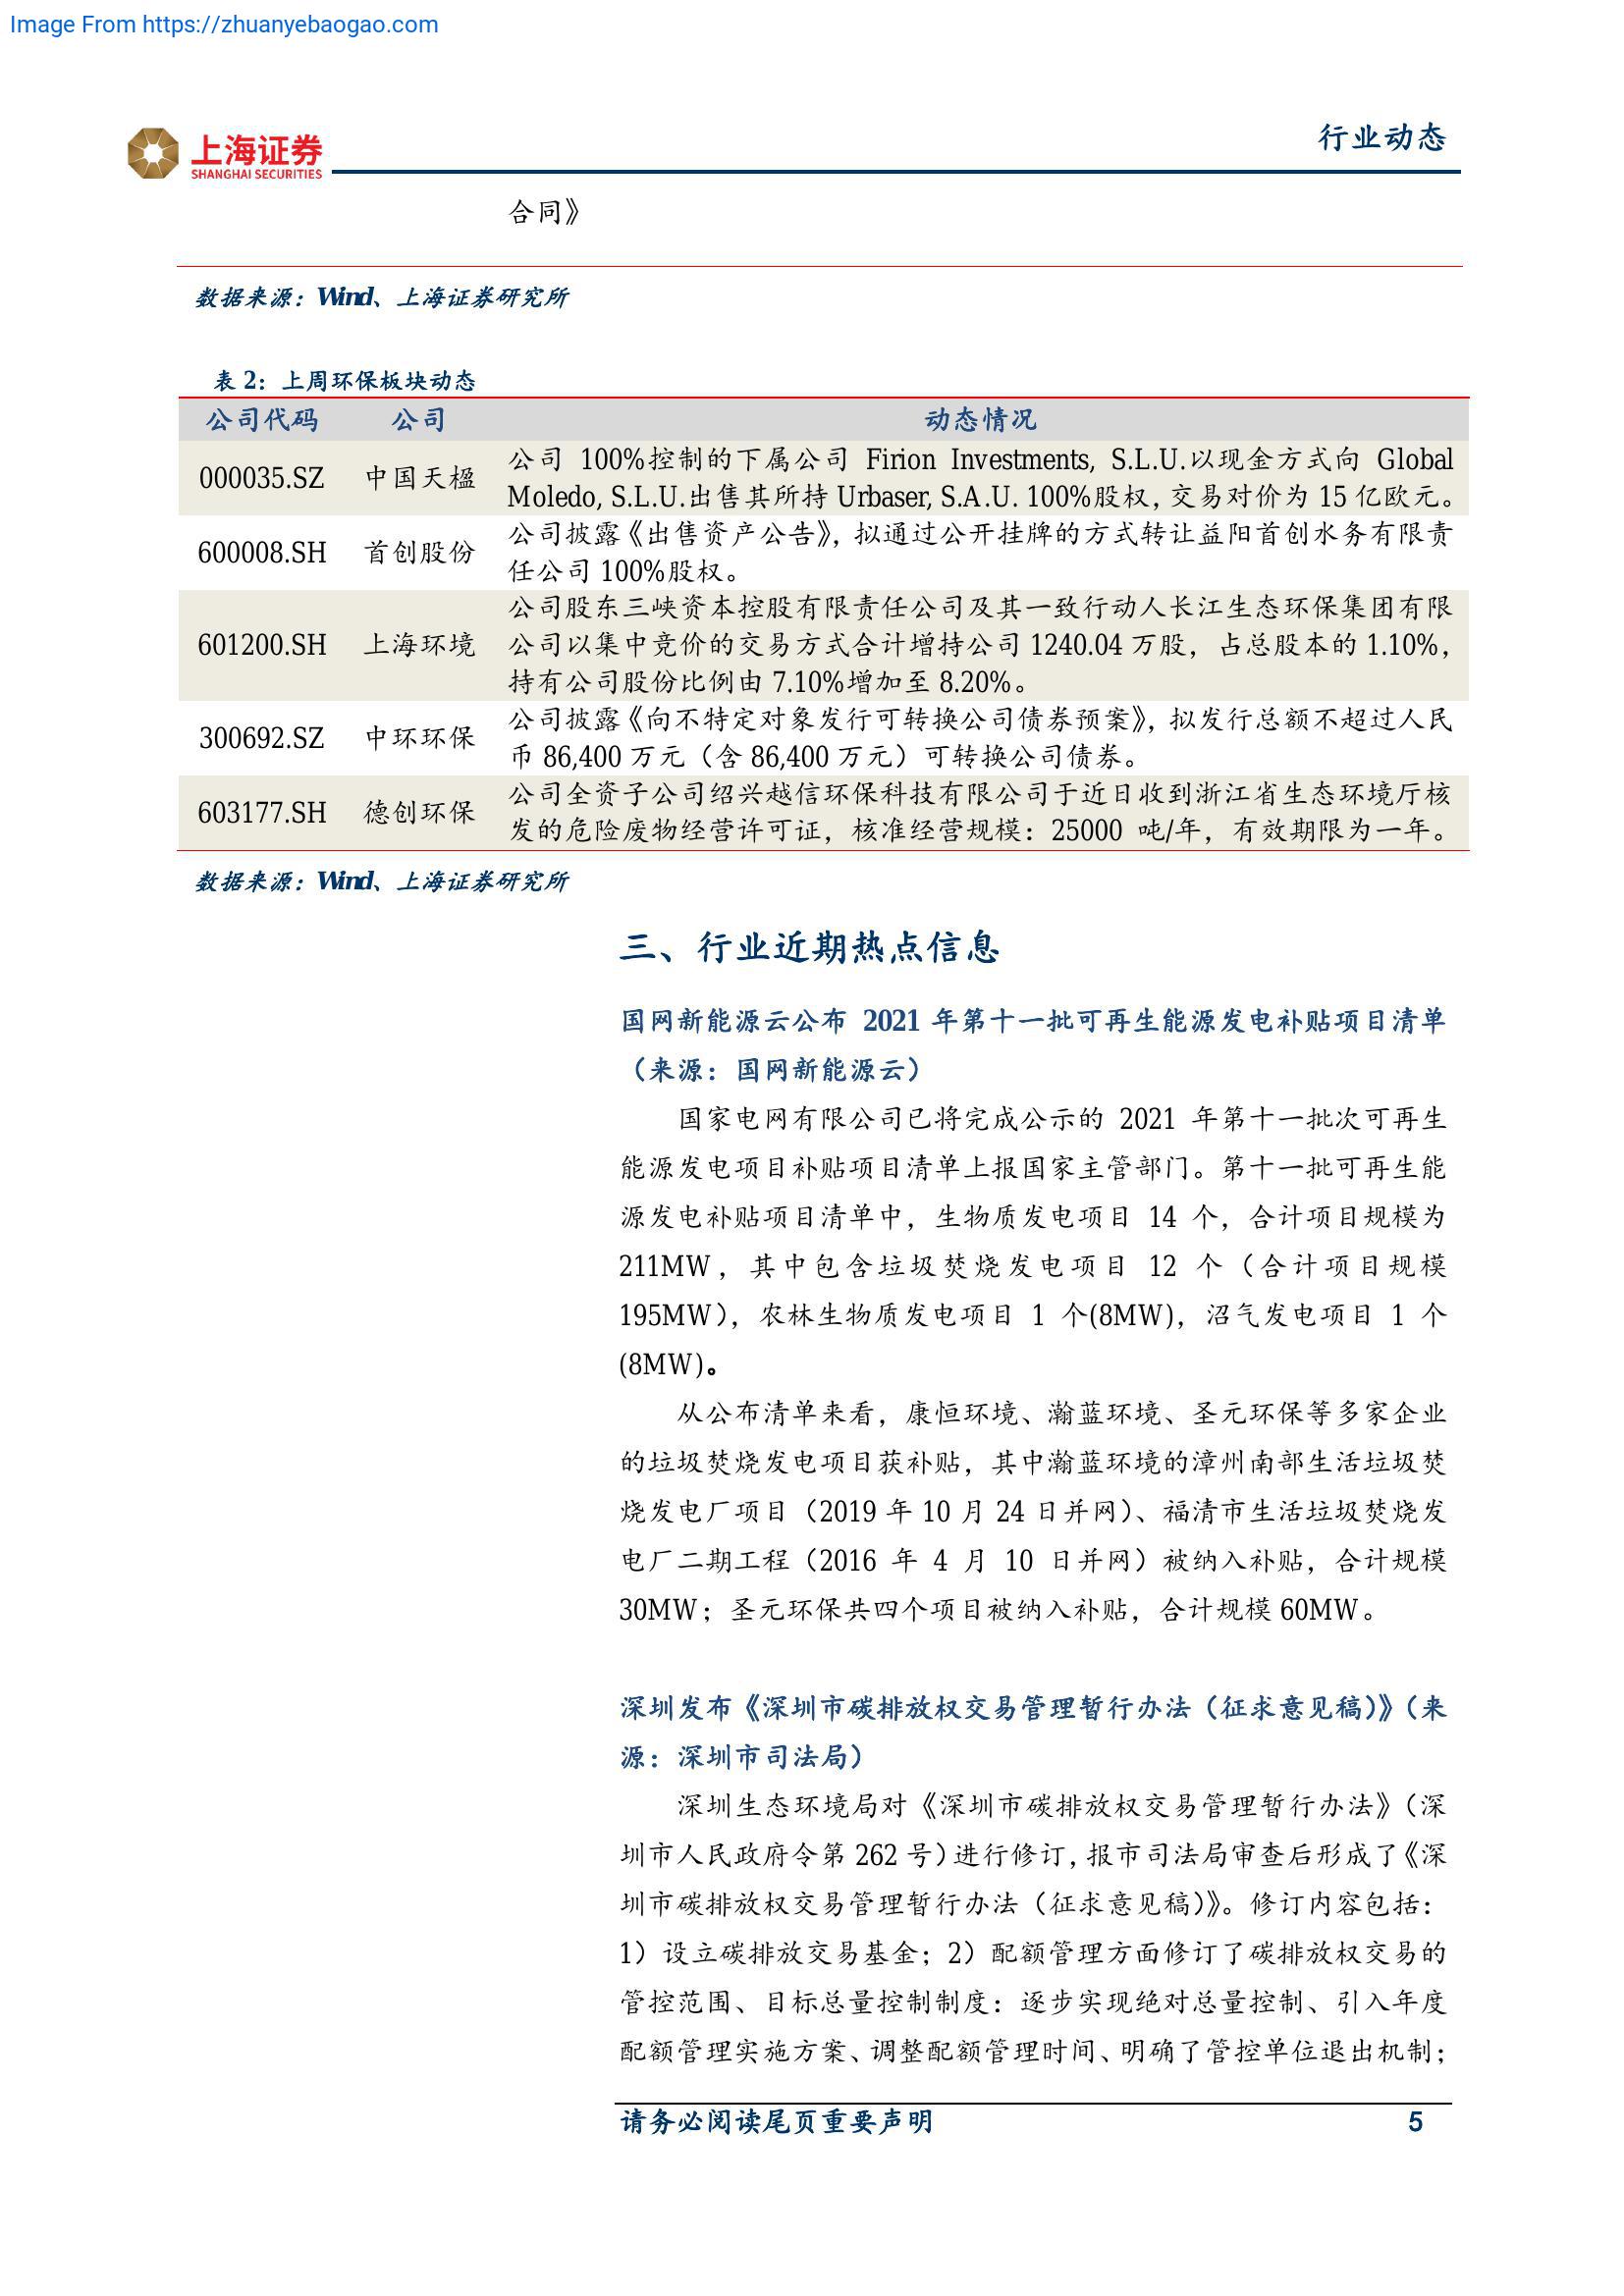 Image From https://zhuanyebaogao.com
上海证券
SHANGHAI SECURITIES
行业动态
合同》
数据来源：Wind、上海证券研究所
表 2：上周环保板块动态
公司代码 公司 动态情况
000035.SZ 中国天楹 公司 100%控制的下属公司 Firion Investments, S.L.U.以现金方式向 Global
Moledo, S.L.U.出售其所持 Urbaser, S.A.U. 100%股权，交易对价为 15 亿欧元。
600008.SH 首创股份 公司披露《出售资产公告》，拟通过公开挂牌的方式转让益阳首创水务有限责
任公司 100%股权。
601200.SH 上海环境 公司股东三峡资本控股有限责任公司及其一致行动人长江生态环保集团有限
公司以集中竞价的交易方式合计增持公司 1240.04 万股，占总股本的 1.10%，
持有公司股份比例由 7.10%增加至 8.20%。
300692.SZ 中环环保 公司披露《向不特定对象发行可转换公司债券预案》，拟发行总额不超过人民
币 86,400 万元（含 86,400 万元）可转换公司债券。
603177.SH 德创环保 公司全资子公司绍兴越信环保科技有限公司于近日收到浙江省生态环境厅核
发的危险废物经营许可证，核准经营规模：25000 吨/年，有效期限为一年。
数据来源：Wind、上海证券研究所
三、行业近期热点信息
国网新能源云公布 2021 年第十一批可再生能源发电补贴项目清单
（来源：国网新能源云）
国家电网有限公司已将完成公示的 2021 年第十一批次可再生
能源发电项目补贴项目清单上报国家主管部门。第十一批可再生能
源发电补贴项目清单中，生物质发电项目 14 个，合计项目规模为
211MW，其中包含垃圾焚烧发电项目 12 个（合计项目规模
195MW），农林生物质发电项目 1 个(8MW)，沼气发电项目 1 个
(8MW)。
从公布清单来看，康恒环境、瀚蓝环境、圣元环保等多家企业
的垃圾焚烧发电项目获补贴，其中瀚蓝环境的漳州南部生活垃圾焚
烧发电厂项目（2019 年 10 月 24 日并网）、福清市生活垃圾焚烧发
电厂二期工程（2016 年 4 月 10 日并网）被纳入补贴，合计规模
30MW；圣元环保共四个项目被纳入补贴，合计规模 60MW。
深圳发布《深圳市碳排放权交易管理暂行办法（征求意见稿）》（来
源：深圳市司法局）
深圳生态环境局对《深圳市碳排放权交易管理暂行办法》（深
圳市人民政府令第 262 号）进行修订，报市司法局审查后形成了《深
圳市碳排放权交易管理暂行办法（征求意见稿）》。修订内容包括：
1）设立碳排放交易基金；2）配额管理方面修订了碳排放权交易的
管控范围、目标总量控制制度：逐步实现绝对总量控制、引入年度
配额管理实施方案、调整配额管理时间、明确了管控单位退出机制；
请务必阅读尾页重要声明 5